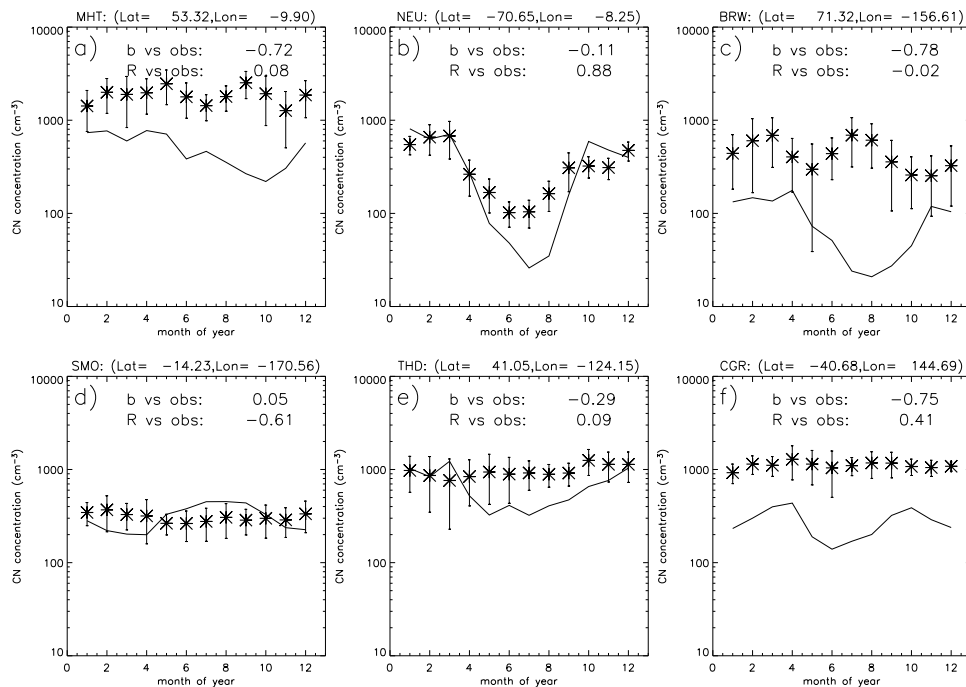 MHT: (Lat= 53.32,Lon= -9.90)
a)
b vs obs: -0.72
R vs obs: 0.08
CN concentration (cm-3)
10000
1000
100
10
0 2 4 6 8 10 12
month of year
NEU: (Lat= -70.65,Lon= -8.25)
b)
b vs obs: -0.11
R vs obs: 0.88
CN concentration (cm-3)
10000
1000
100
10
0 2 4 6 8 10 12
month of year
BRW: (Lat= 71.32,Lon= -156.61)
c)
b vs obs: -0.78
R vs obs: -0.02
CN concentration (cm-3)
10000
1000
100
10
0 2 4 6 8 10 12
month of year
SMO: (Lat= -14.23,Lon= -170.56)
d)
b vs obs: 0.05
R vs obs: -0.61
CN concentration (cm-3)
10000
1000
100
10
0 2 4 6 8 10 12
month of year
THD: (Lat= 41.05,Lon= -124.15)
e)
b vs obs: -0.29
R vs obs: 0.09
CN concentration (cm-3)
10000
1000
100
10
0 2 4 6 8 10 12
month of year
CGR: (Lat= -40.68,Lon= 144.69)
f)
b vs obs: -0.75
R vs obs: 0.41
CN concentration (cm-3)
10000
1000
100
10
0 2 4 6 8 10 12
month of year